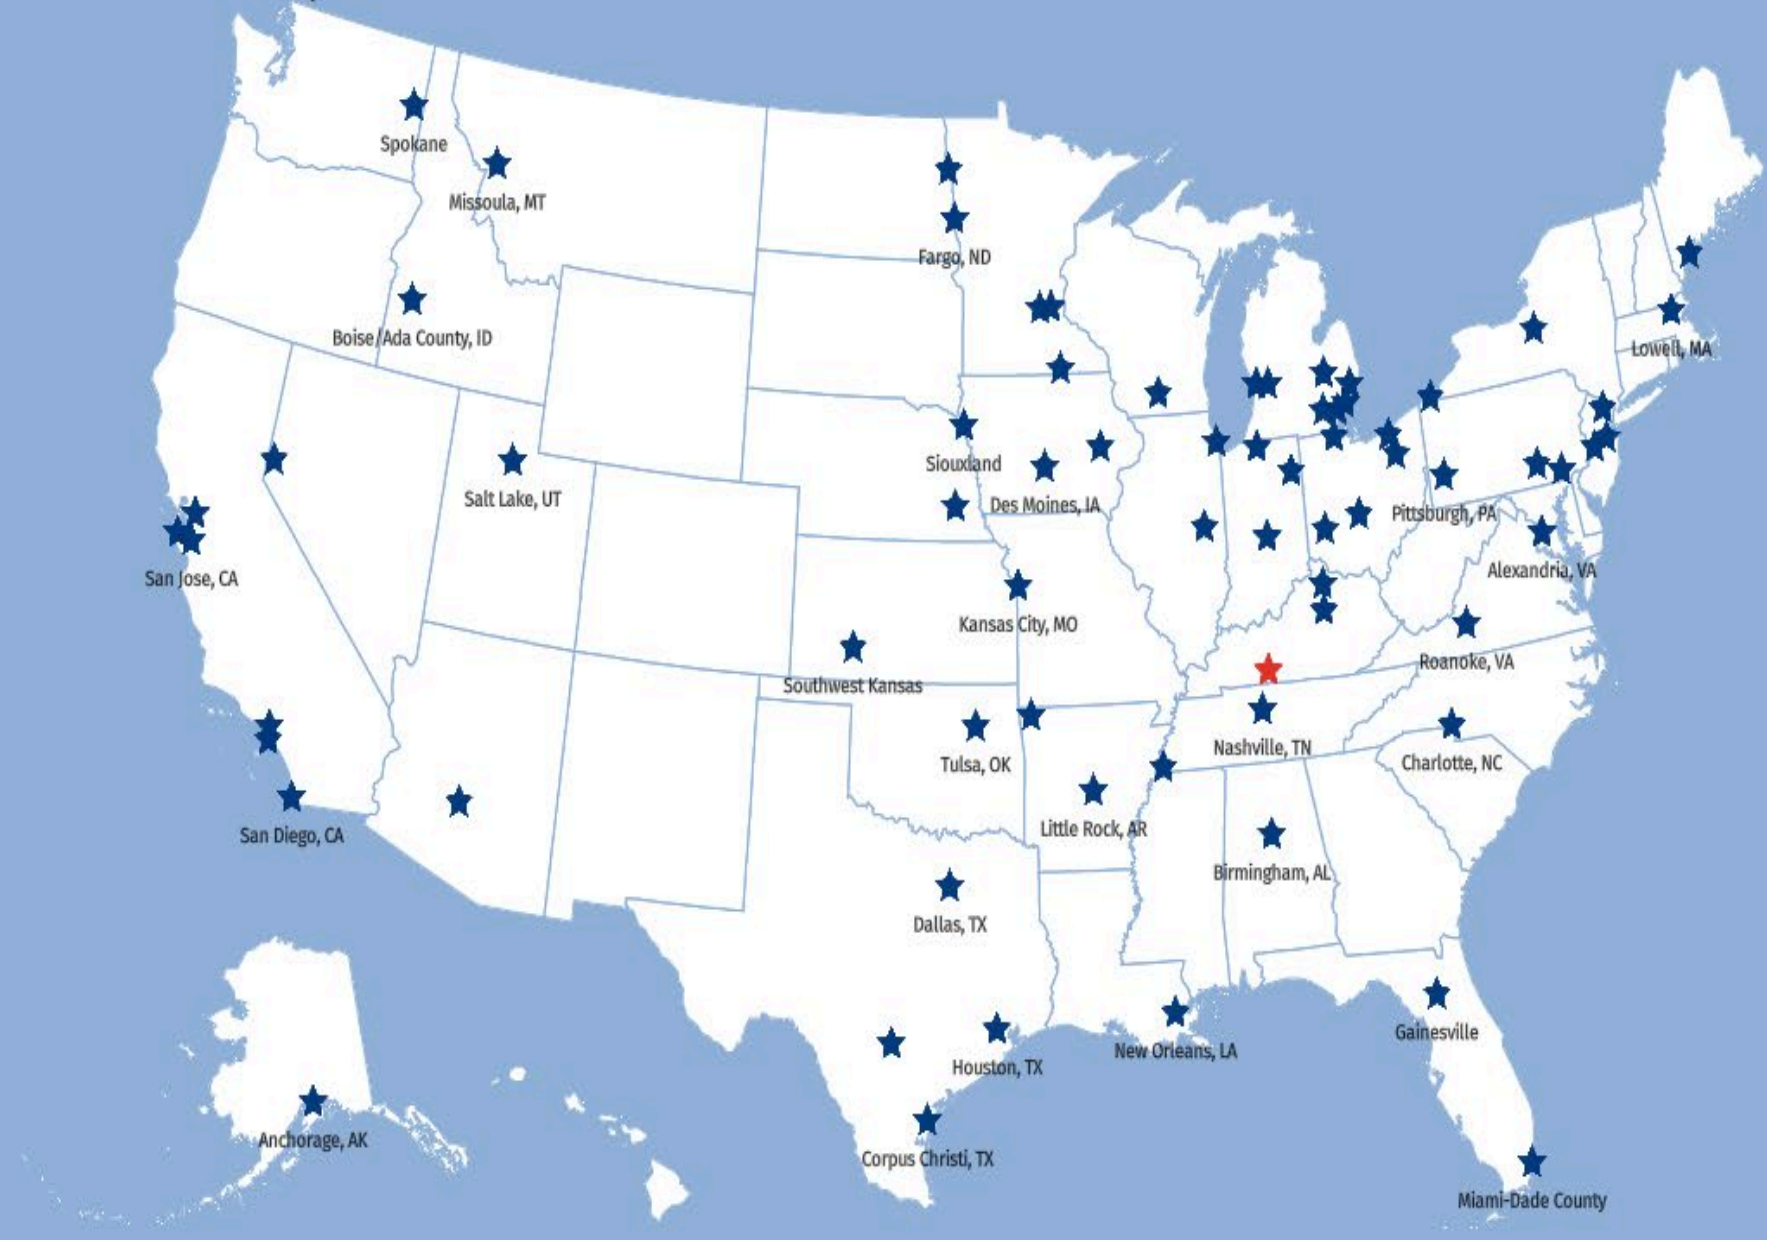 Spokane
Missoula, MT
Fargo, ND
Boise/Ada County, ID
Lowell, MA
Siouxland
Salt Lake, UT
Des Moines, IA
Pittsburgh, PA
San Jose, CA
Alexandria, VA
Kansas City, MO
Roanoke, VA
Southwest Kansas
Nashville, TN
Charlotte, NC
Tulsa, OK
Little Rock, AR
San Diego, CA
Birmingham, AL
Dallas, TX
Gainesville
New Orleans, LA
Houston, TX
Anchorage, AK
Corpus Christi, TX
Miami-Dade County